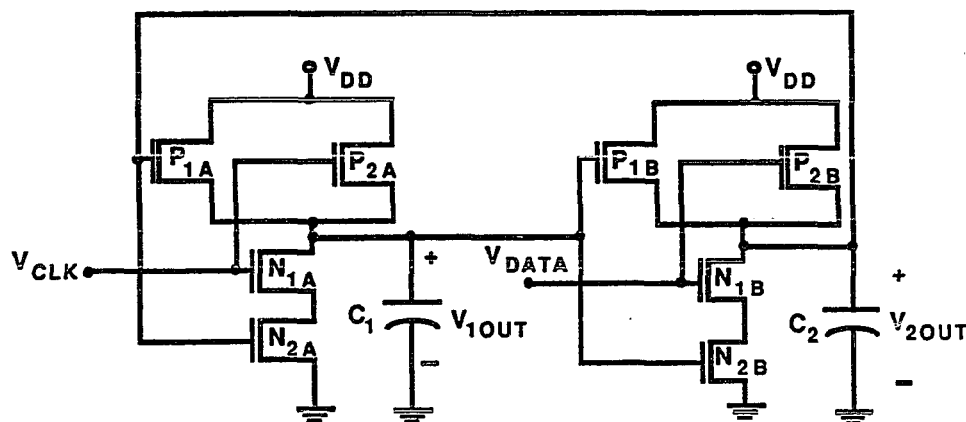 VDD
VDD
P1A
P2A
P1B
P2B
VCLK
N1A
+
VDATA
N1B
+
N2A
C1
V1OUT
N2B
C2
V2OUT
−
−